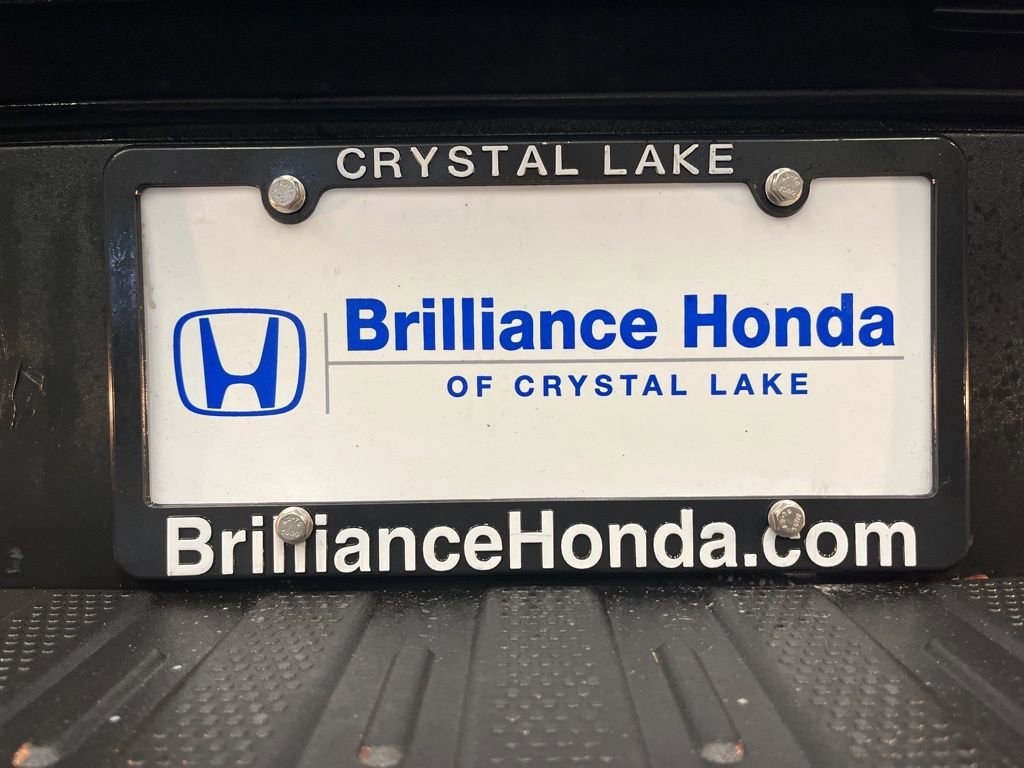 CRYSTAL LAKE
Brilliance Honda
OF CRYSTAL LAKE
BrillianceHonda.com